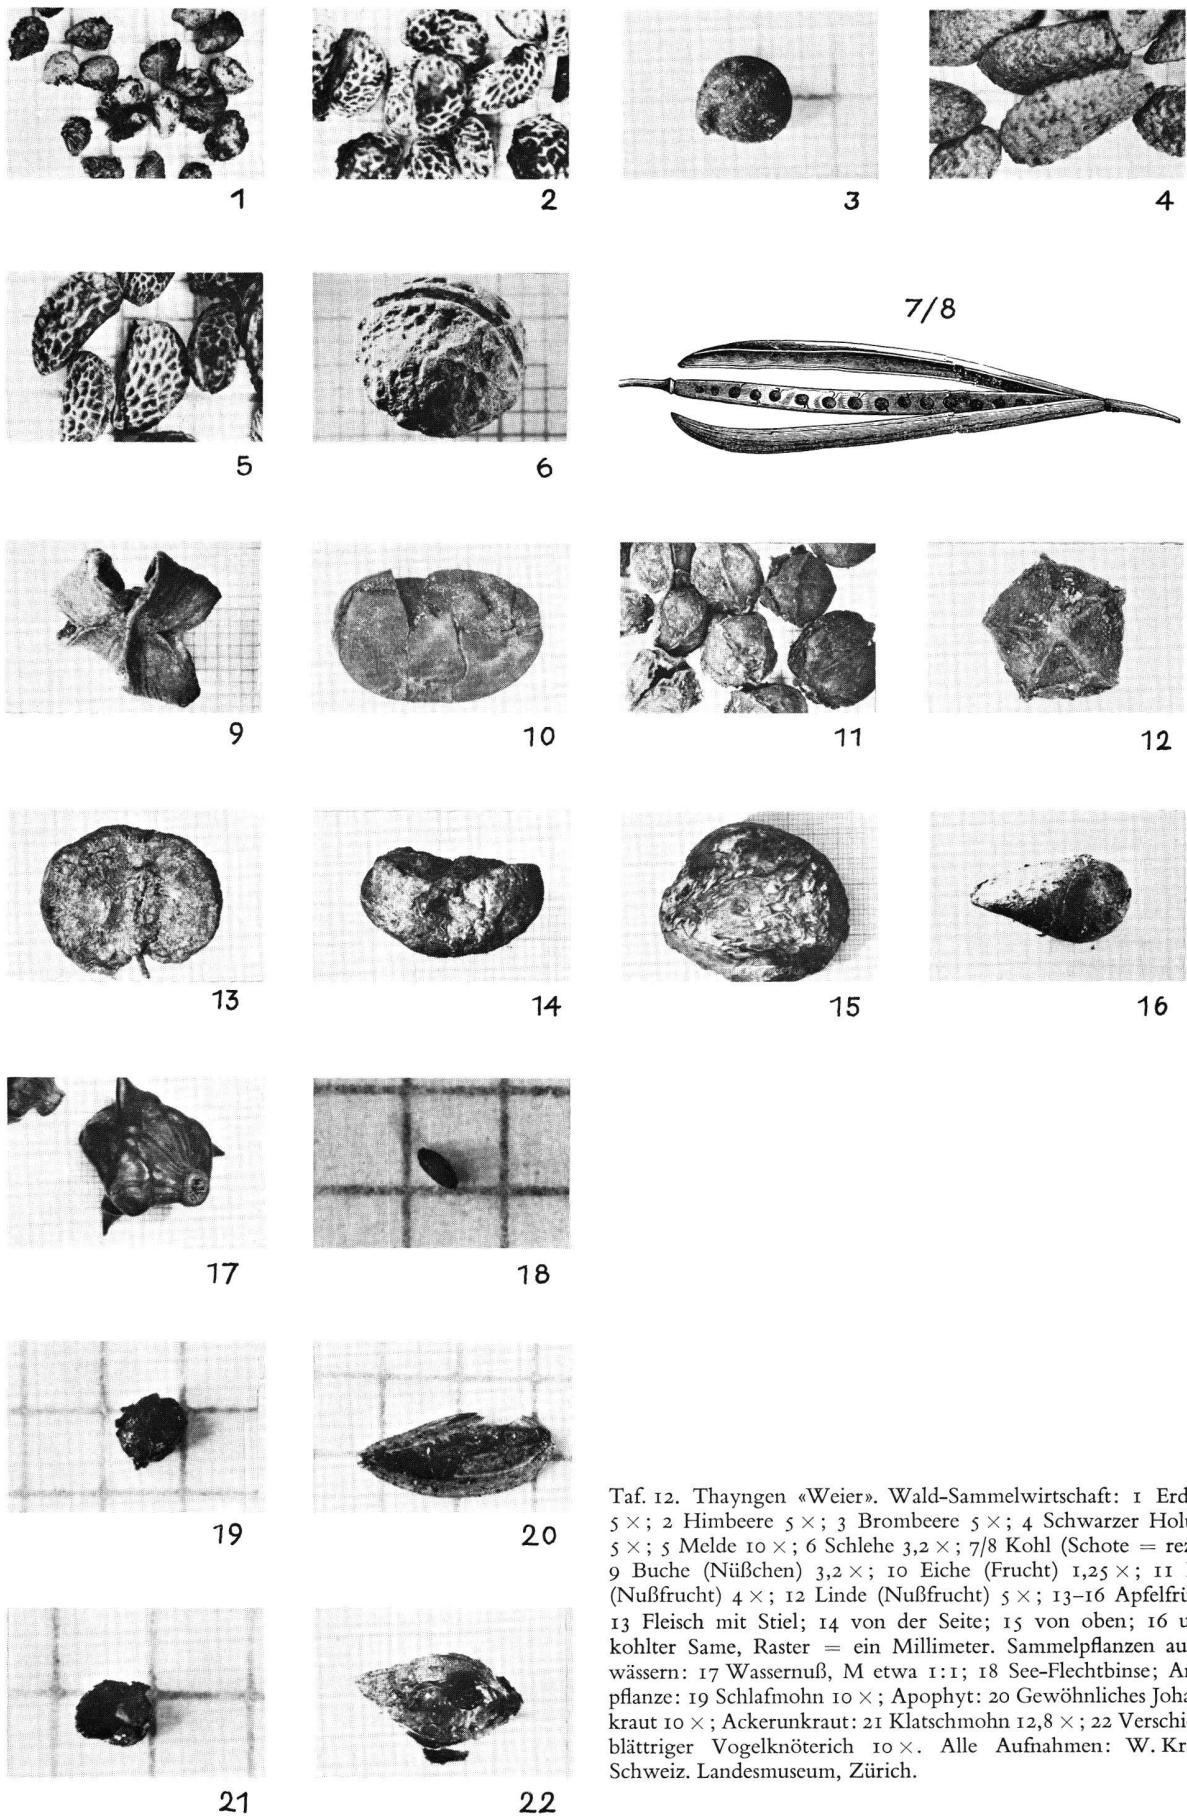 1
2
3
4
5
6
7/8
9
10
11
12
13
14
15
16
17
18
19
20
21
22
Taf. 12. Thayngen «Weier». Wald-Sammelwirtschaft: 1 Erd
5 ×; 2 Himbeere 5 ×; 3 Brombeere 5 ×; 4 Schwarzer Holu
5 ×; 5 Melde 10 ×; 6 Schlehe 3,2 ×; 7/8 Kohl (Schote = rez
9 Buche (Nüßchen) 3,2 ×; 10 Eiche (Frucht) 1,25 ×; 11
(Nußfrucht) 4 ×; 12 Linde (Nußfrucht) 5 ×; 13–16 Apfelfrü
13 Fleisch mit Stiel; 14 von der Seite; 15 von oben; 16 u
kohlter Same, Raster = ein Millimeter. Sammelpflanzen au
wässern: 17 Wassernuß, M etwa 1:1; 18 See-Flechtbinse; A
pflanze: 19 Schlafmohn 10 ×; Apophyt: 20 Gewöhnliches Joha
kraut 10 ×; Ackerunkraut: 21 Klatschmohn 12,8 ×; 22 Verschi
blättriger Vogelknöterich 10 ×. Alle Aufnahmen: W. Kr
Schweiz. Landesmuseum, Zürich.